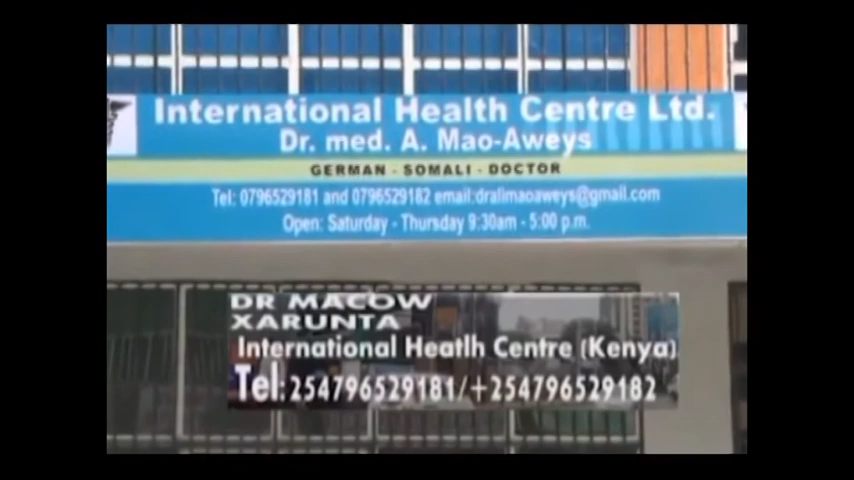 International Health Centre Ltd.
Dr. med. A. Mao-Aweys
GERMAN - SOMALI - DOCTOR
Tel: 0796529181 and 0796529182 email:dralimaoaweys@gmail.com
Open: Saturday - Thursday 9:30am - 5:00 p.m.
DR MACOW
XARUNTA
International Heatlh Centre (Kenya)
Tel:254796529181/+254796529182